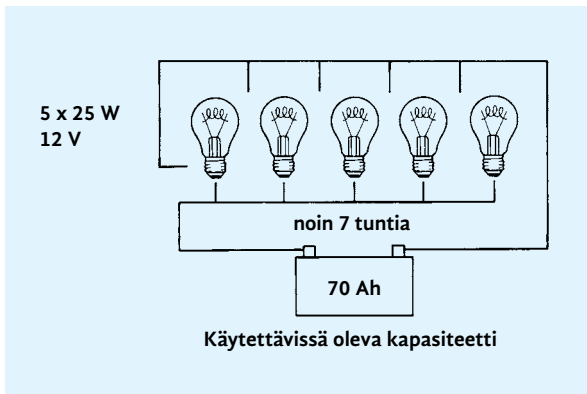 5 x 25 W
12 V
noin 7 tuntia
70 Ah
Käytettävissä oleva kapasiteetti